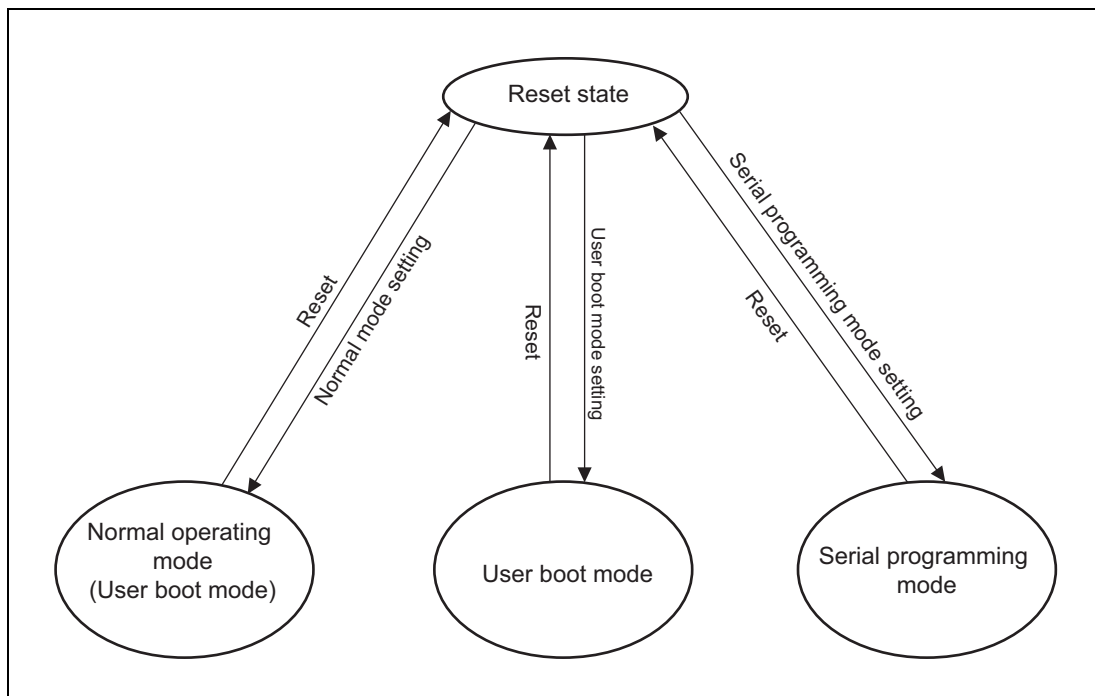 Reset state
Reset
Normal mode setting
Reset
User boot mode setting
Serial programming mode setting
Reset
Normal operating
mode
(User boot mode)
User boot mode
Serial programming
mode